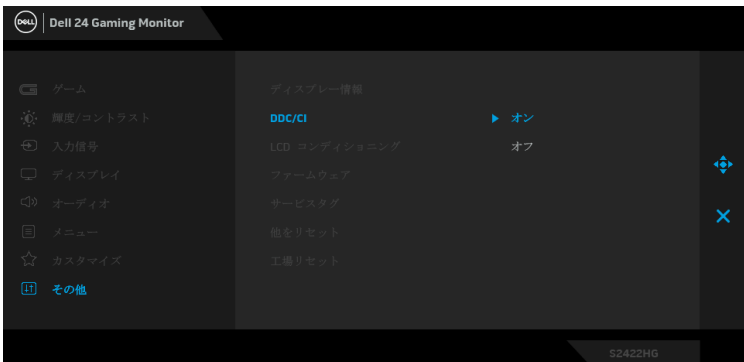 DELL Dell 24 Gaming Monitor
ゲーム
輝度/コントラスト
入力信号
ディスプレイ
オーディオ
メニュー
カスタマイズ
その他
ディスプレー情報
DDC/CI
LCD コンディショニング
ファームウェア
サービスタグ
他をリセット
工場リセット
オン
オフ
S2422HG